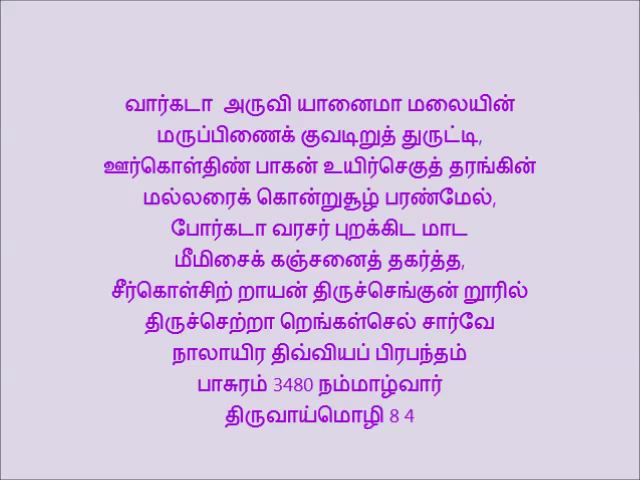 வார்கடா அருவி யானைமா மலையின்
மருப்பிணைக் குவடிறுத் துருட்டி,
ஊர்கொள்திண் பாகன் உயிர்செகுத் தரங்கின்
மல்லரைக் கொன்றுசூழ் பரண்மேல்,
போர்கடா வரசர் புறக்கிட மாட
மீமிசைக் கஞ்சனைத் தகர்த்த,
சீர்கொள்சிற் றாயன் திருச்செங்குன் றூரில்
திருச்செற்றா றெங்கள்செல் சார்வே
நாலாயிர திவ்வியப் பிரபந்தம்
பாசுரம் 3480 நம்மாழ்வார்
திருவாய்மொழி 8 4